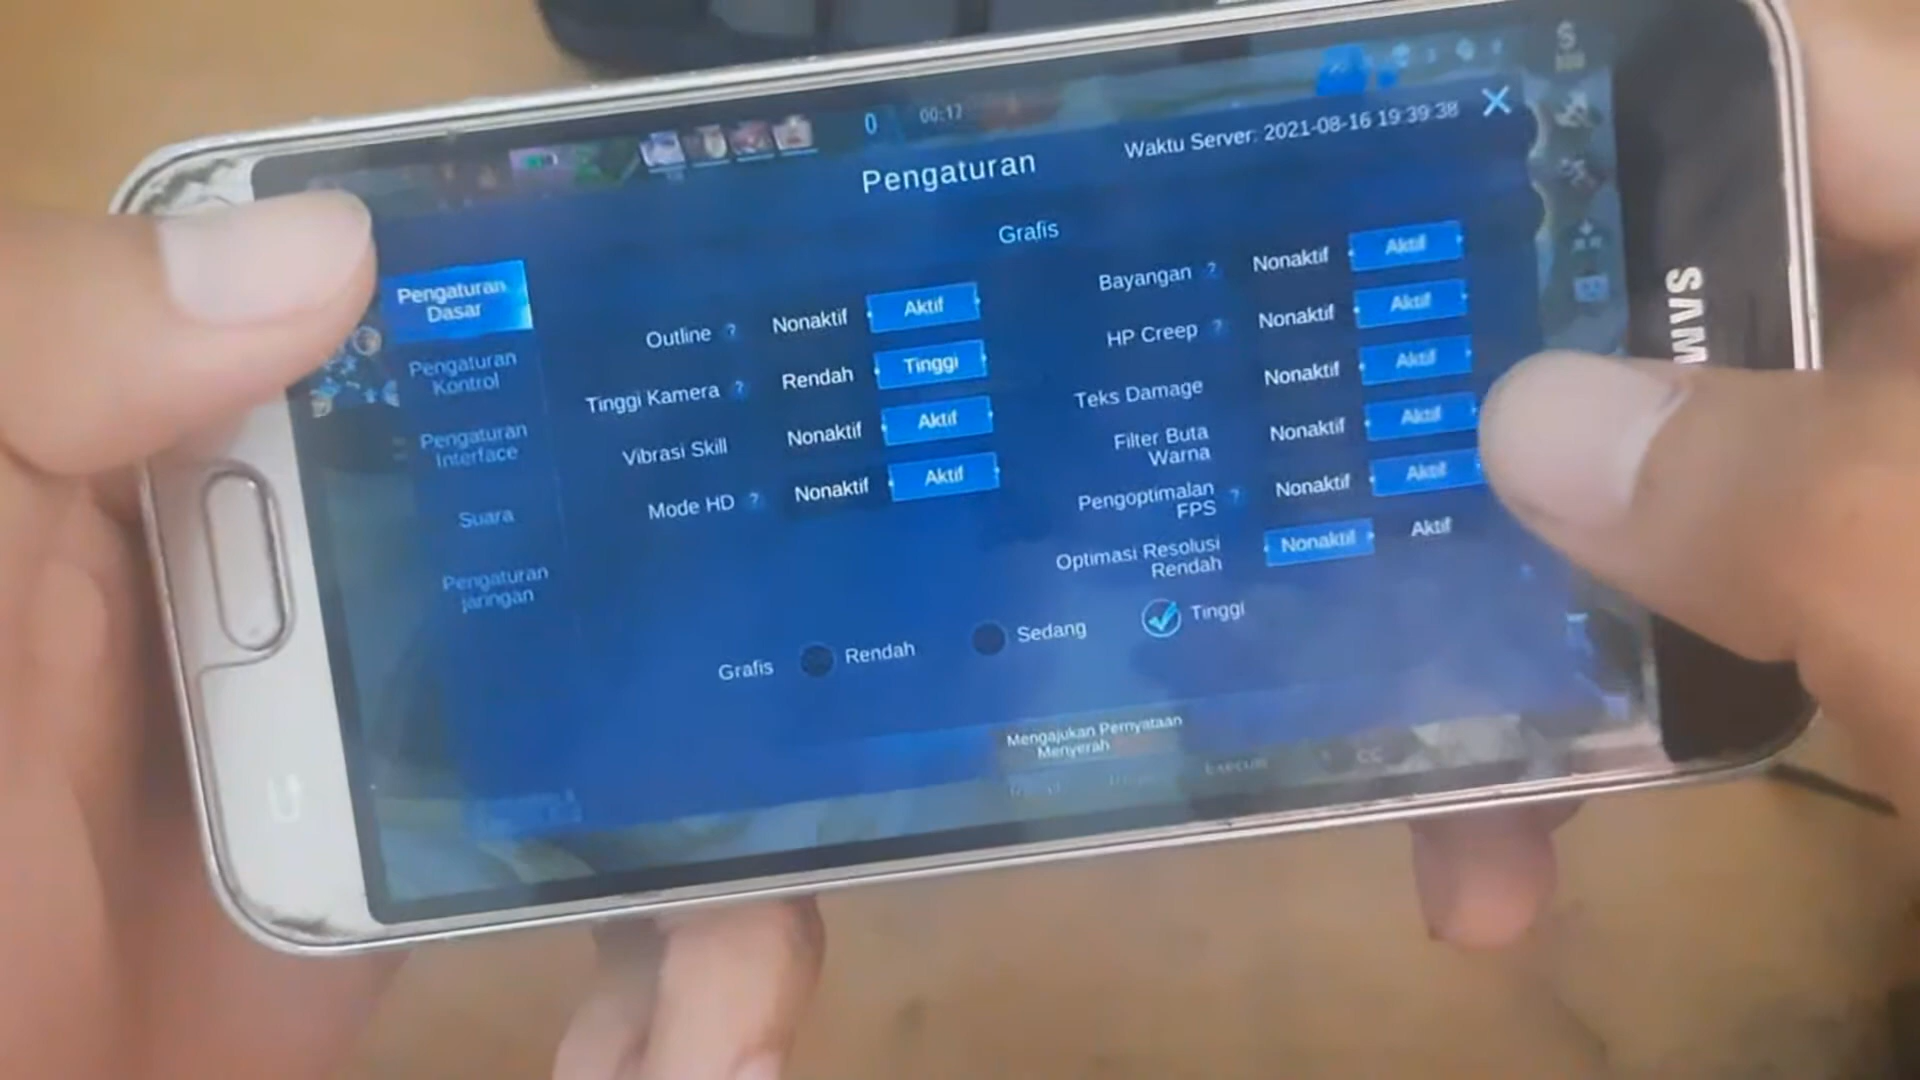 0
00:17
Pengaturan
Waktu Server: 2021-08-16 19:39:38
Grafis
Pengaturan
Dasar
Pengaturan
Kontrol
Pengaturan
Interface
Suara
Pengaturan
jaringan
Outline ? Nonaktif Aktif
Tinggi Kamera ? Rendah Tinggi
Vibrasi Skill Nonaktif Aktif
Mode HD ? Nonaktif Aktif
Bayangan ? Nonaktif Aktif
HP Creep ? Nonaktif Aktif
Teks Damage Nonaktif Aktif
Filter Buta
Warna Nonaktif Aktif
Pengoptimalan
FPS ? Nonaktif Aktif
Optimasi Resolusi
Rendah Nonaktif Aktif
Grafis Rendah Sedang Tinggi
Mengajukan Pernyataan
Menyerah
Execute